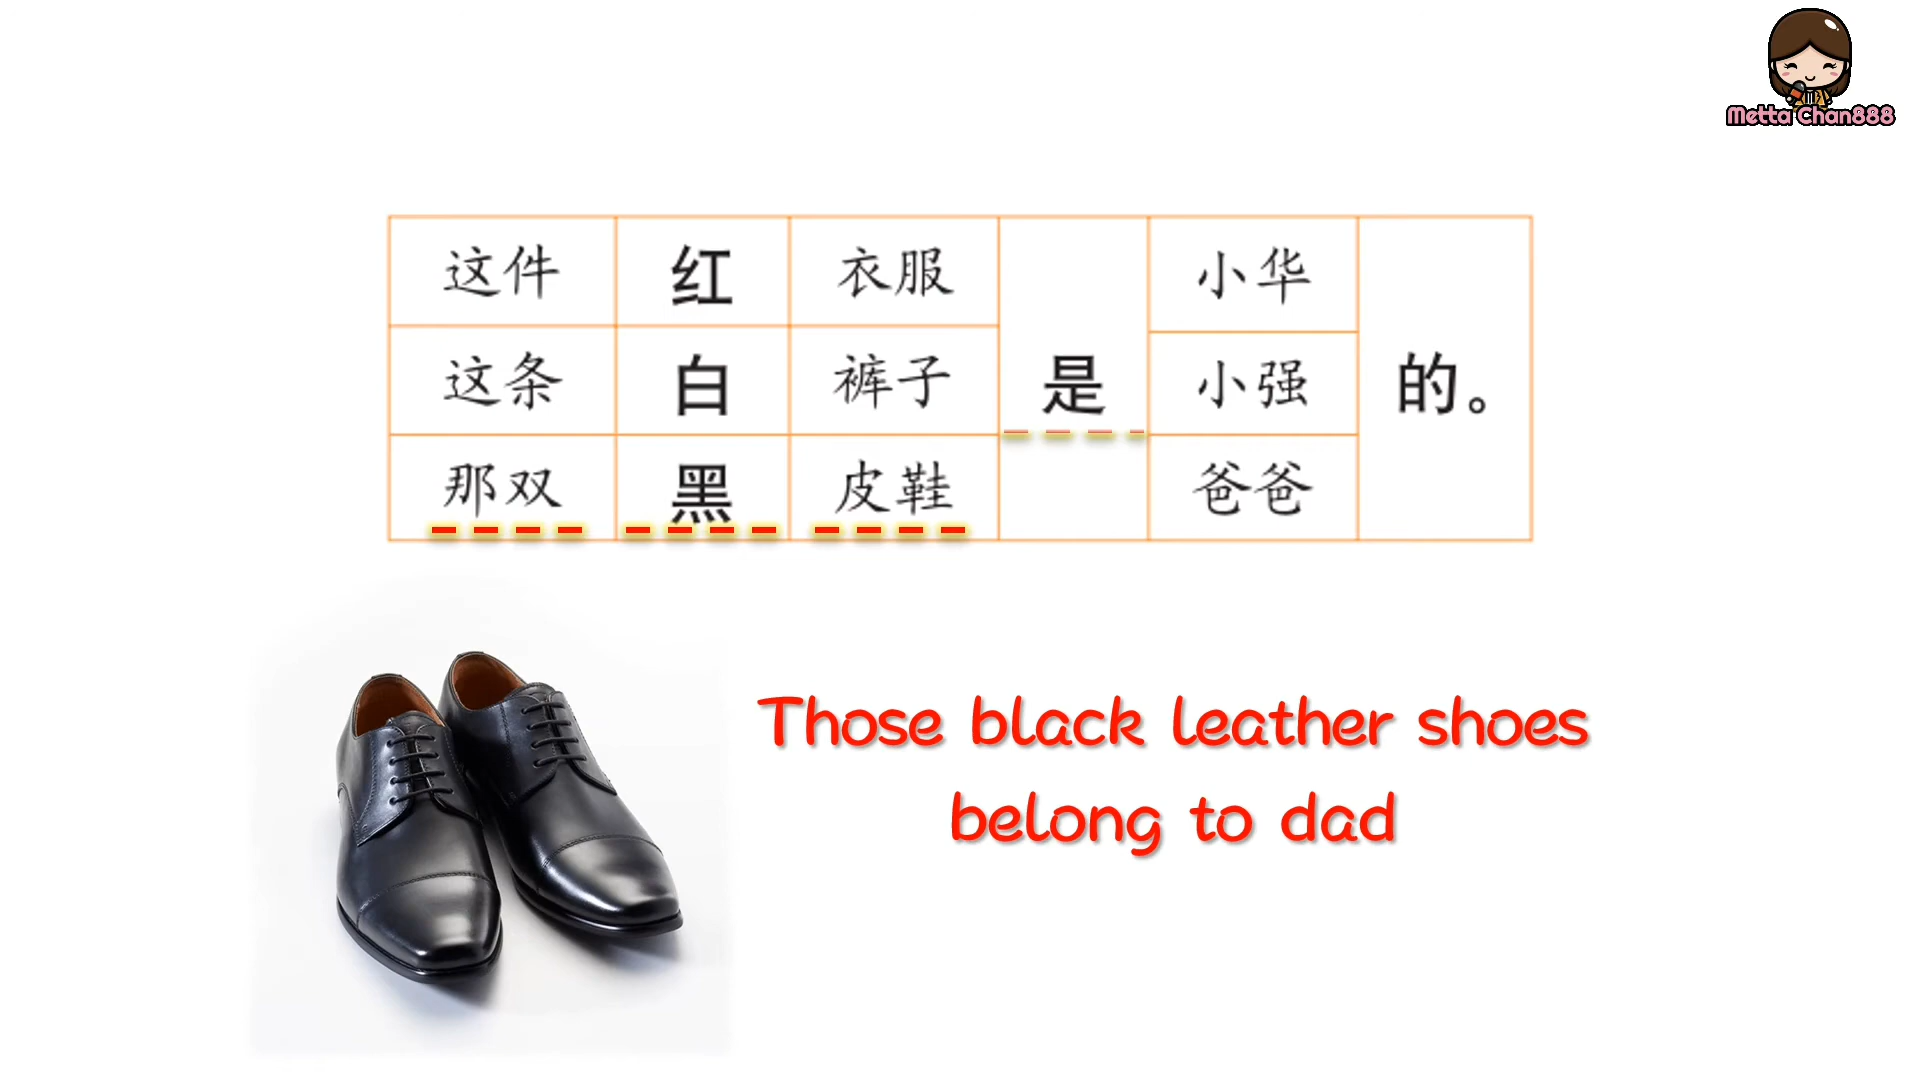 Metta Chan888
这件 红 衣服 小华
这条 白 裤子 是 小强 的。
那双 黑 皮鞋 爸爸
Those black leather shoes
belong to dad